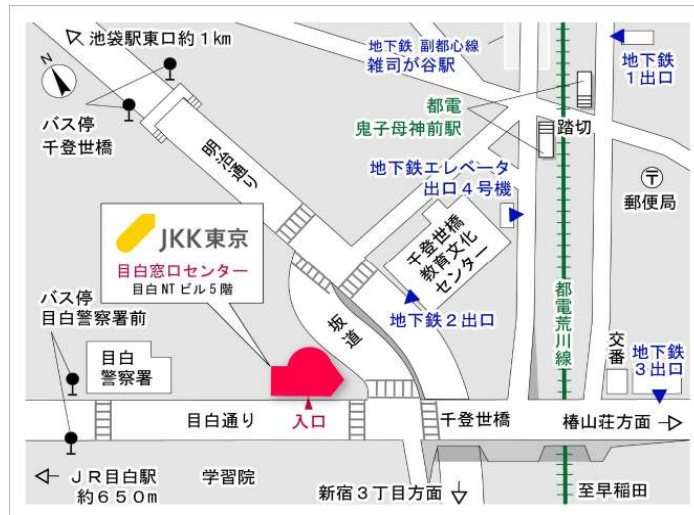 池袋駅東口約1km
N
バス停
千登世橋
地下鉄 副都心線
雑司が谷駅
地下鉄
1出口
都電
鬼子母神前駅
踏切
明治通り
地下鉄エレベータ
出口4号機
〒
郵便局
JKK東京
目白窓口センター
目白NTビル5階
千登世橋
教育文化
センター
バス停
目白警察署前
坂道
地下鉄2出口
都電荒川線
交番
地下鉄
3出口
目白
警察署
目白通り
入口
千登世橋
椿山荘方面
JR目白駅
約650m
学習院
新宿3丁目方面
至早稲田